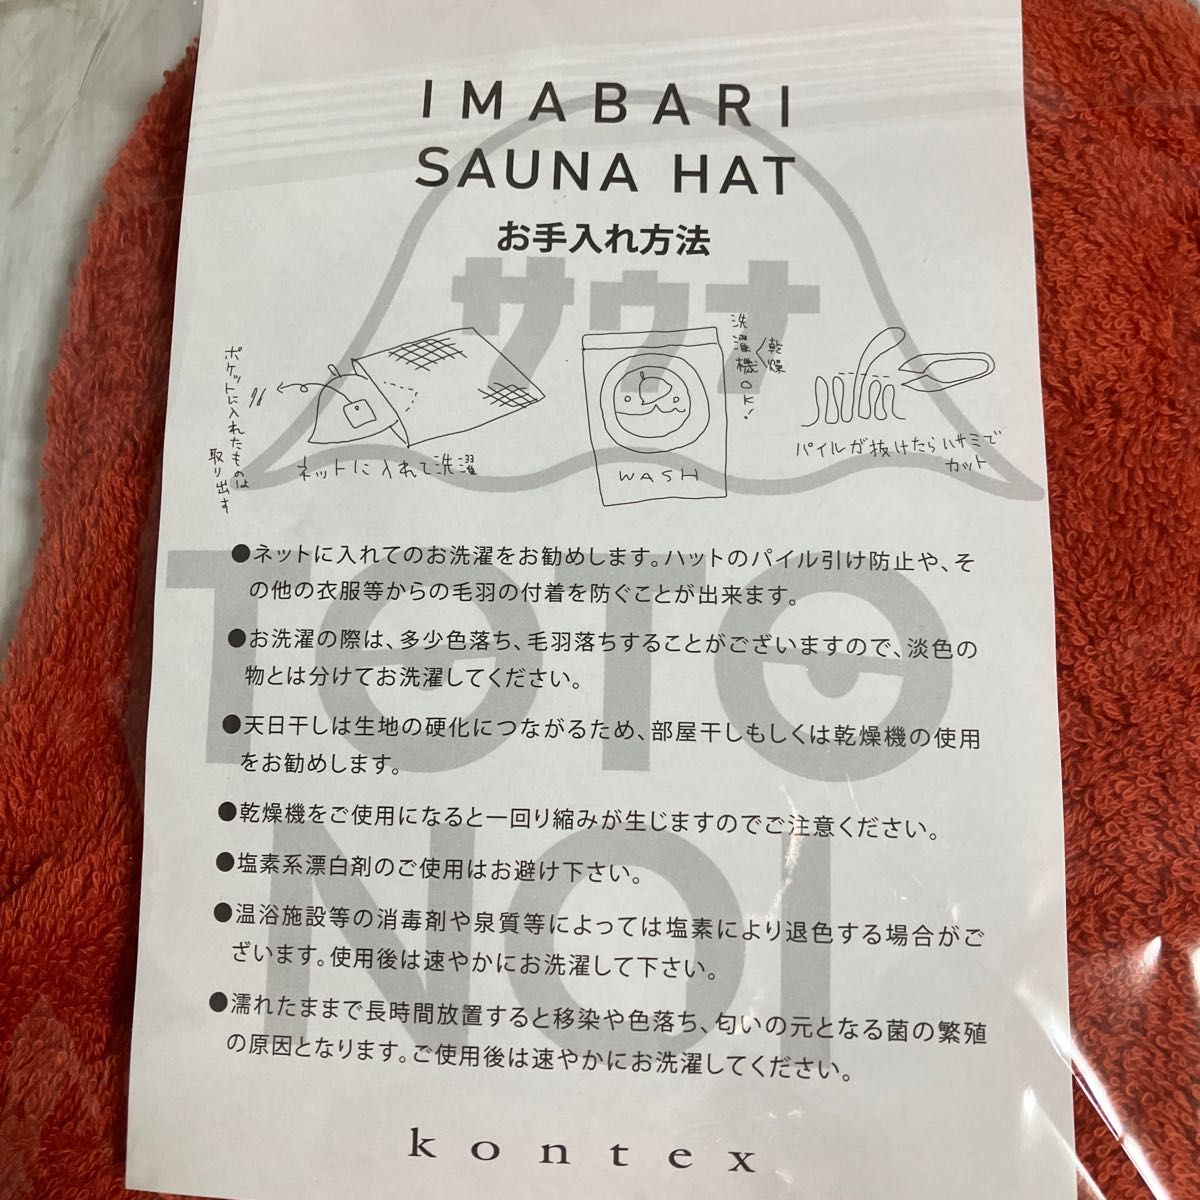 IMABARI
SAUNA HAT
お手入れ方法
サウナ
ポケットに入れたものは
取り出す
ネットに入れて洗濯
洗濯機OK!
乾燥
WASH
パイルが抜けたらハサミで
カット
TOTO
NOI
●ネットに入れてのお洗濯をお勧めします。ハットのパイル引け防止や、そ
の他の衣服等からの毛羽の付着を防ぐことが出来ます。
●お洗濯の際は、多少色落ち、毛羽落ちすることがございますので、淡色の
物とは分けてお洗濯してください。
●天日干しは生地の硬化につながるため、部屋干しもしくは乾燥機の使用
をお勧めします。
●乾燥機をご使用になると一回り縮みが生じますのでご注意ください。
●塩素系漂白剤のご使用はお避け下さい。
●温浴施設等の消毒剤や泉質等によっては塩素により退色する場合がご
ざいます。使用後は速やかにお洗濯して下さい。
●濡れたままで長時間放置すると移染や色落ち、匂いの元となる菌の繁殖
の原因となります。ご使用後は速やかにお洗濯してください。
kontex